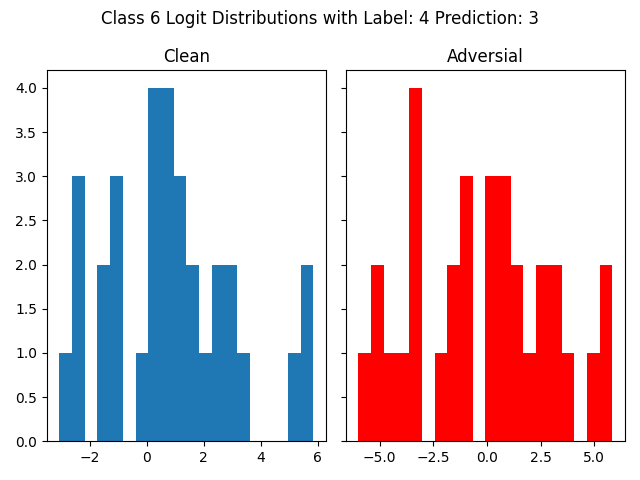 Class 6 Logit Distributions with Label: 4 Prediction: 3
Clean
Adversial
4.0
3.5
3.0
2.5
2.0
1.5
1.0
0.5
0.0
−2 0 2 4 6
−5.0 −2.5 0.0 2.5 5.0